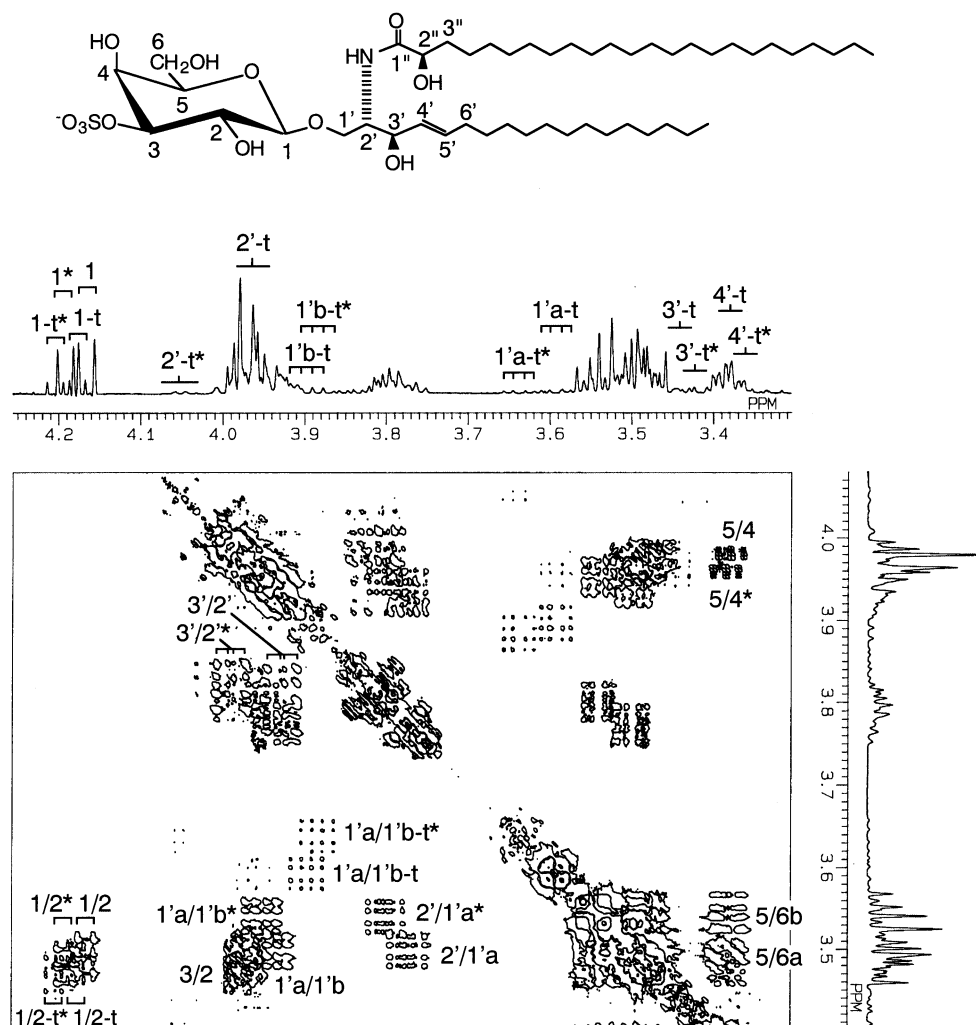 O
HO 6 HN 2" 3"
CH₂OH O 1" OH
4
5 4' 6'
⁻O₃SO 2 O 1' 3'
3 OH 1 2' OH 5'
2'-t
1* 1 1'b-t* 1'a-t 3'-t 4'-t
1-t* 1-t 2'-t* 1'b-t 1'a-t* 3'-t* 4'-t*
PPM
4.2 4.1 4.0 3.9 3.8 3.7 3.6 3.5 3.4
5/4
4.0
5/4*
3'/2'
3'/2'*
3.9
3.8
3.7
1'a/1'b-t*
1'a/1'b-t
3.6
1/2* 1/2 1'a/1'b* 2'/1'a* 5/6b
3/2 1'a/1'b 2'/1'a 5/6a
3.5
PPM
1/2-t* 1/2-t